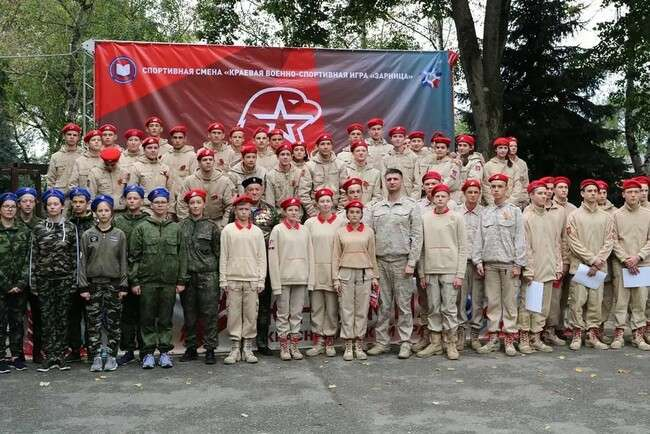 СПОРТИВНАЯ СМЕНА «КРАЕВАЯ ВОЕННО-СПОРТИВНАЯ ИГРА «ЗАРНИЦА»